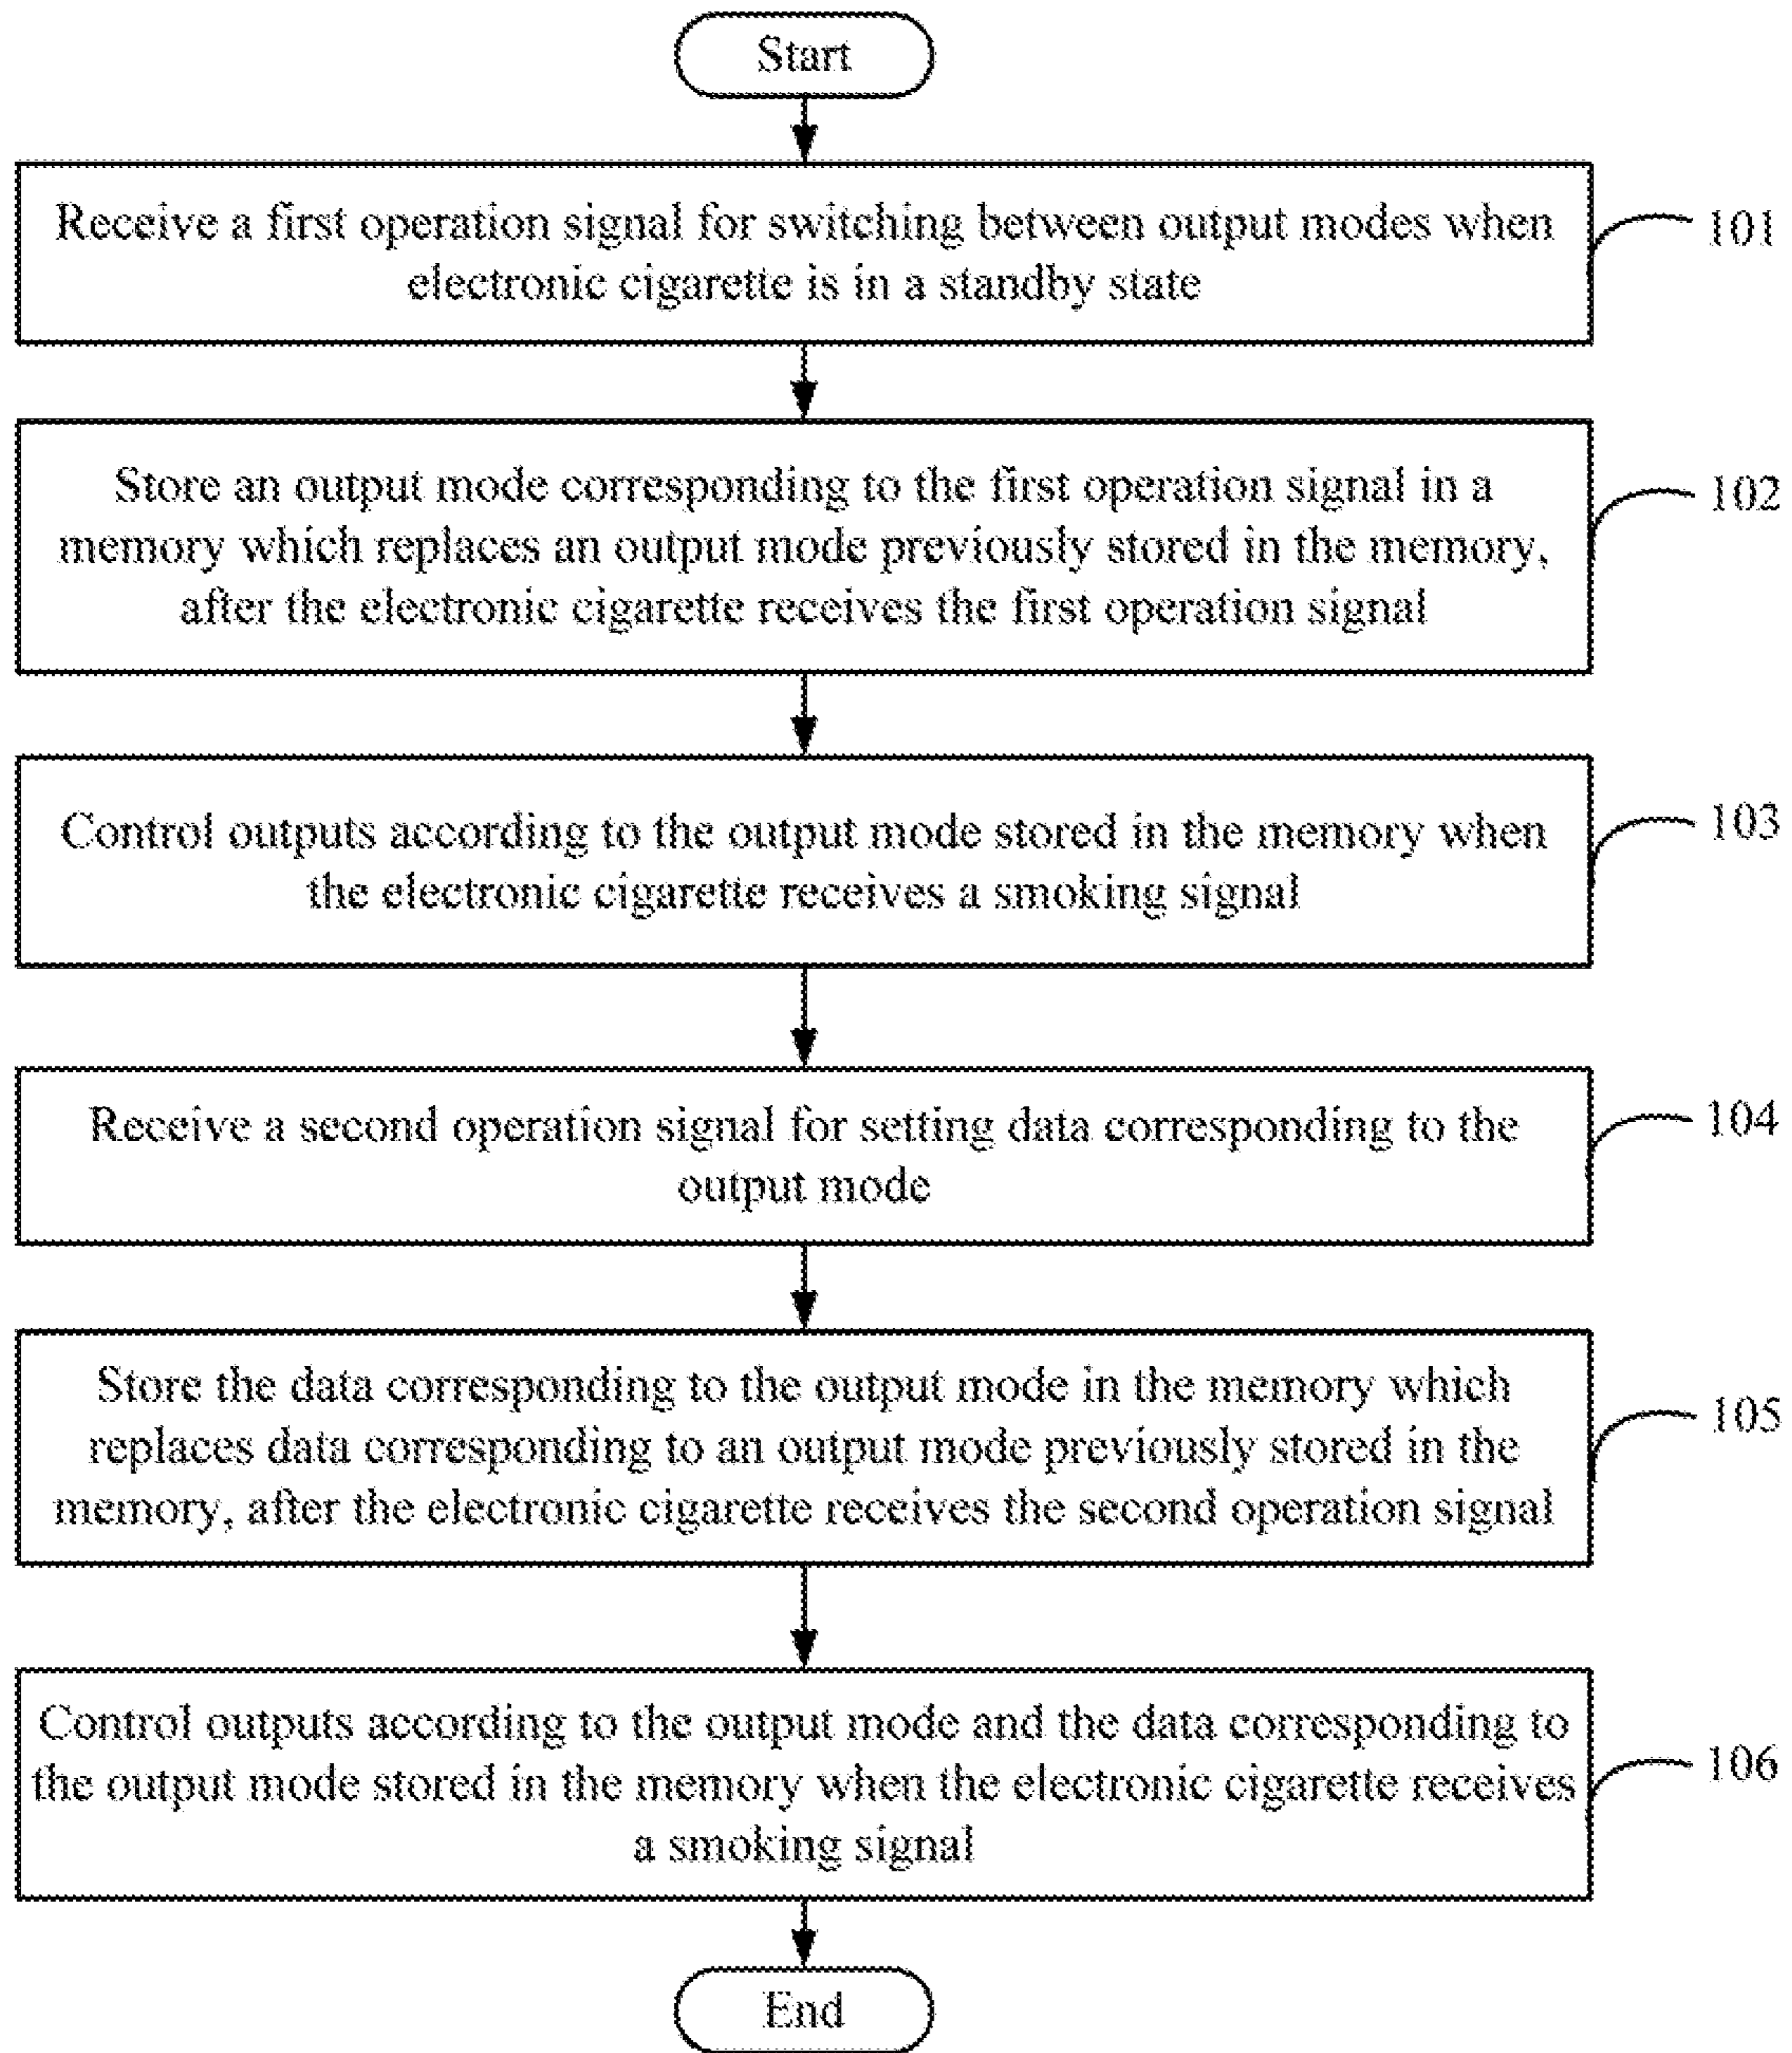 Start
Receive a first operation signal for switching between output modes when
electronic cigarette is in a standby state
101
Store an output mode corresponding to the first operation signal in a
memory which replaces an output mode previously stored in the memory,
after the electronic cigarette receives the first operation signal
102
Control outputs according to the output mode stored in the memory when
the electronic cigarette receives a smoking signal
103
Receive a second operation signal for setting data corresponding to the
output mode
104
Store the data corresponding to the output mode in the memory which
replaces data corresponding to an output mode previously stored in the
memory, after the electronic cigarette receives the second operation signal
105
Control outputs according to the output mode and the data corresponding to
the output mode stored in the memory when the electronic cigarette receives
a smoking signal
106
End